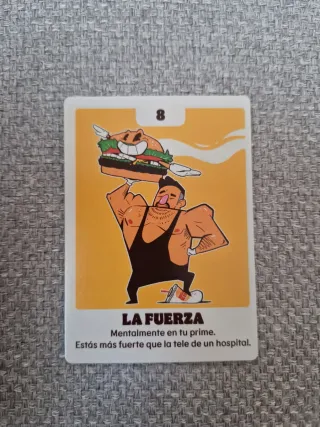 8
LA FUERZA
Mentalmente en tu prime.
Estás más fuerte que la tele de un hospital.